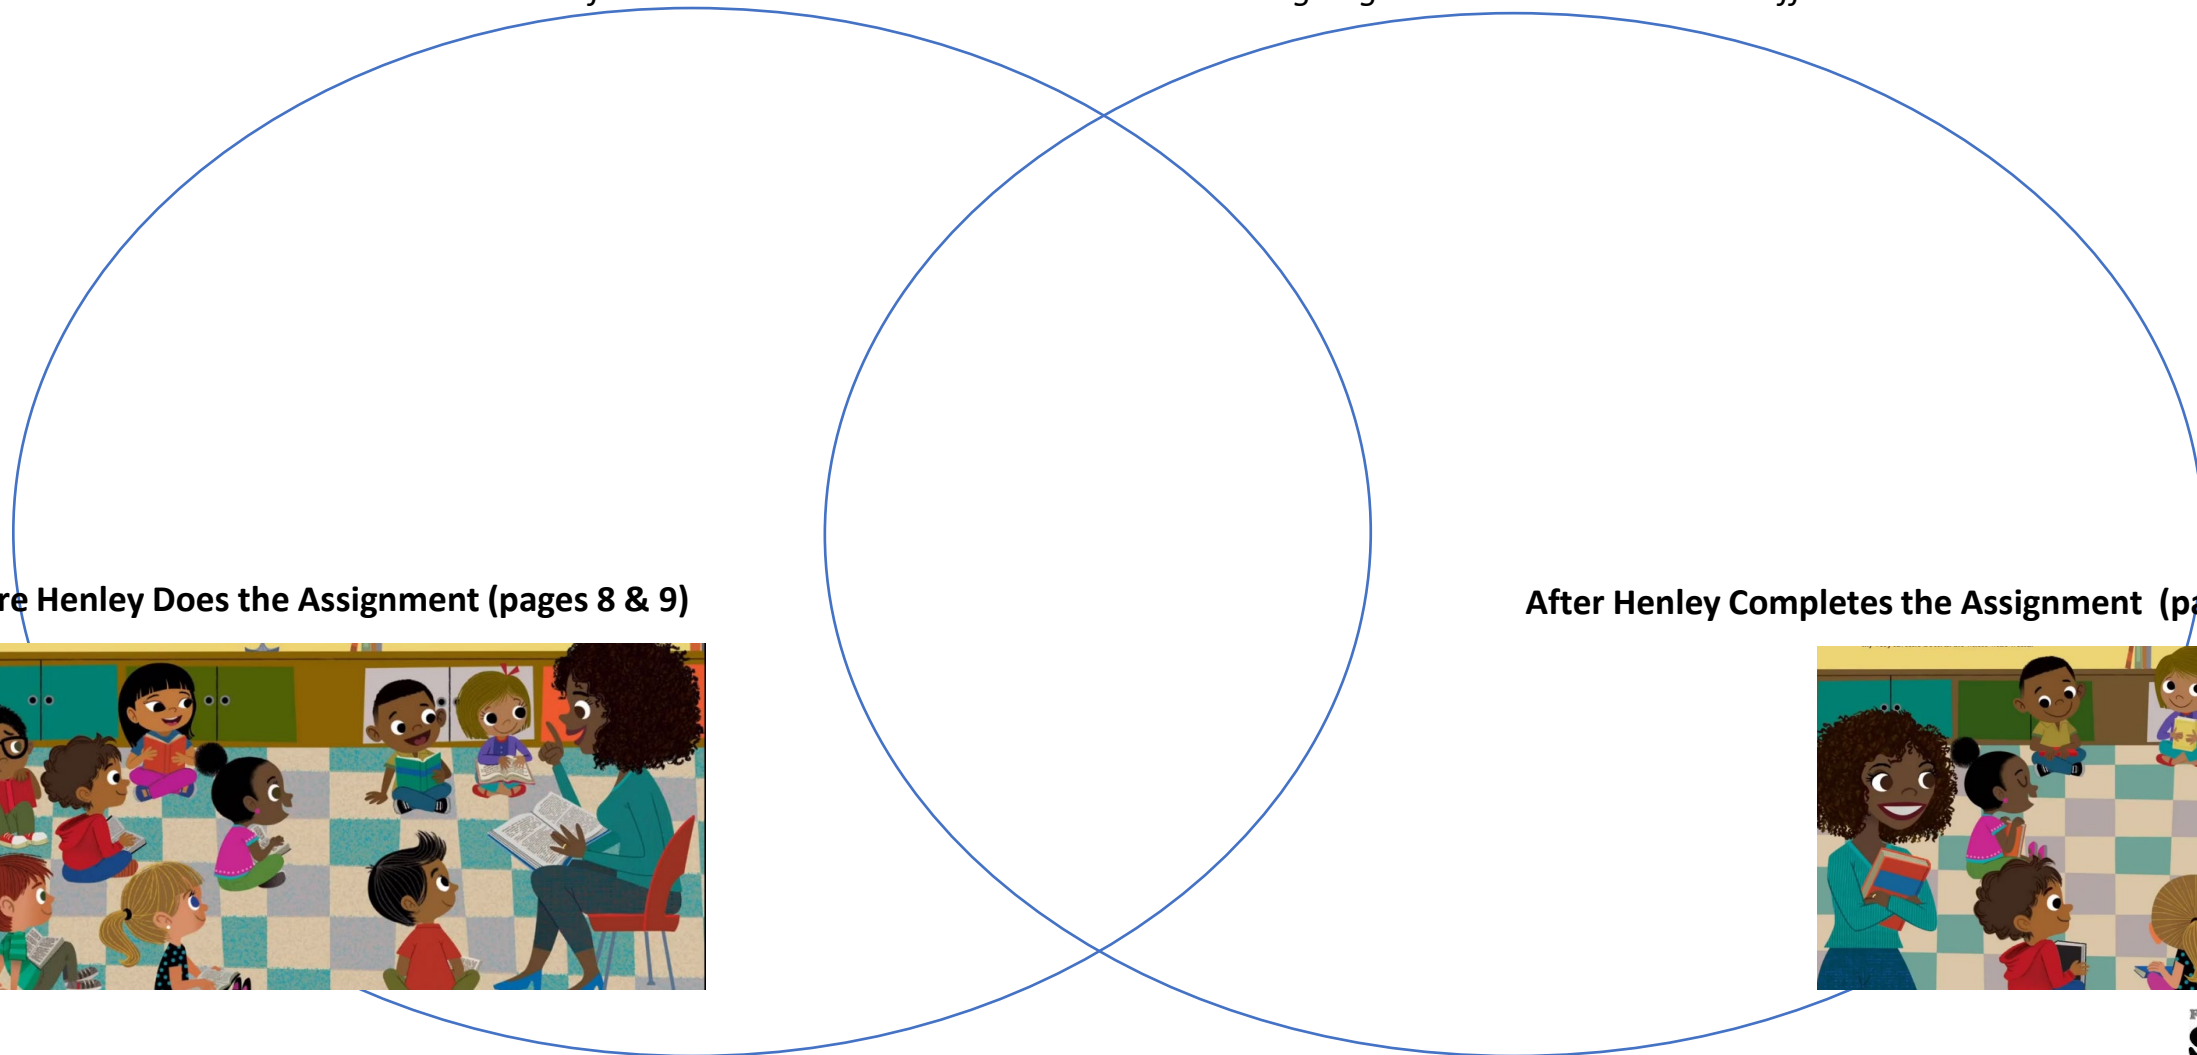 re Henley Does the Assignment (pages 8 & 9)
After Henley Completes the Assignment (pa